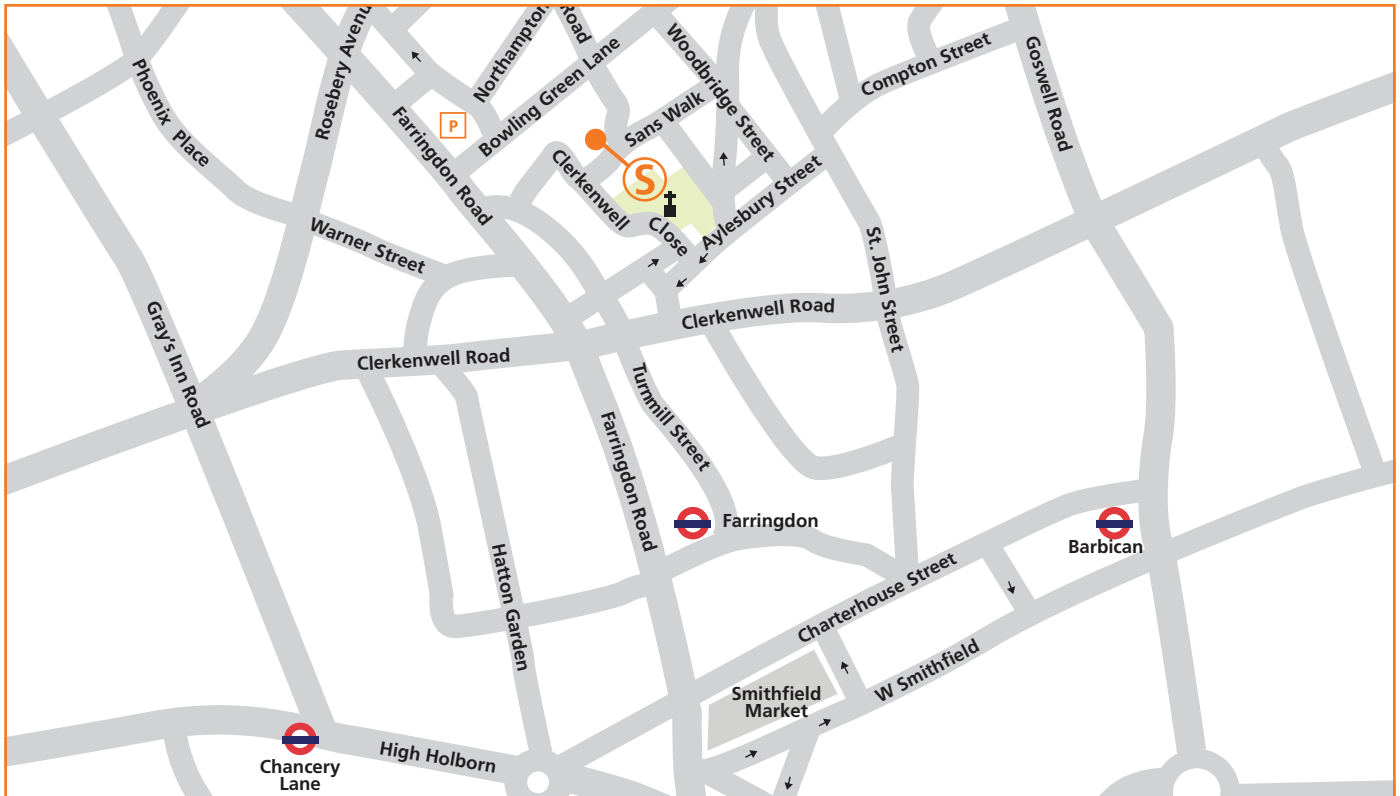 Rosebery Avenu
Northampton
Road
Woodbridge Street
Compton Street
Goswell Road
Phoenix Place
Farringdon Road
P
Bowling Green Lane
Sans Walk
Clerkenwell
Close
S
Aylesbury Street
Warner Street
St. John Street
Gray's Inn Road
Clerkenwell Road
Clerkenwell Road
Turnmill Street
Farringdon Road
Farringdon
Barbican
Hatton Garden
Charterhouse Street
W Smithfield
Smithfield
Market
High Holborn
Chancery
Lane